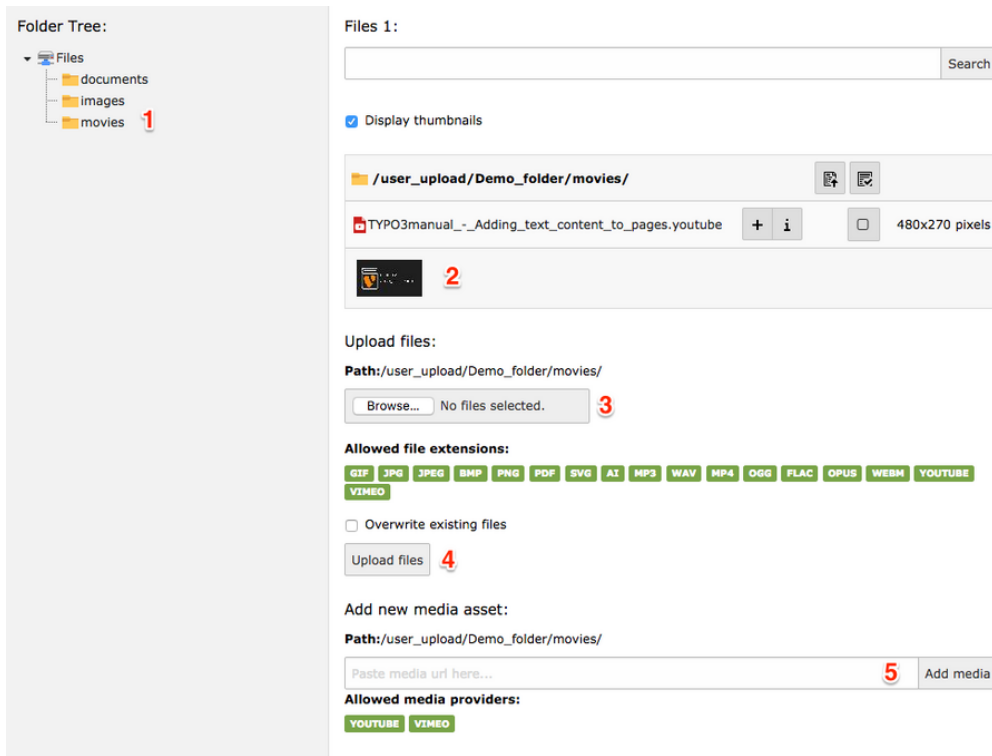 Folder Tree:
Files
documents
images
movies 1
Files 1:
Search
Display thumbnails
/user_upload/Demo_folder/movies/
TYPO3manual_-_Adding_text_content_to_pages.youtube + i 480x270 pixels
2
Upload files:
Path:/user_upload/Demo_folder/movies/
Browse... No files selected. 3
Allowed file extensions:
GIF JPG JPEG BMP PNG PDF SVG AI MP3 WAV MP4 OGG FLAC OPUS WEBM YOUTUBE
VIMEO
Overwrite existing files
Upload files 4
Add new media asset:
Path:/user_upload/Demo_folder/movies/
Paste media url here... 5 Add media
Allowed media providers:
YOUTUBE VIMEO